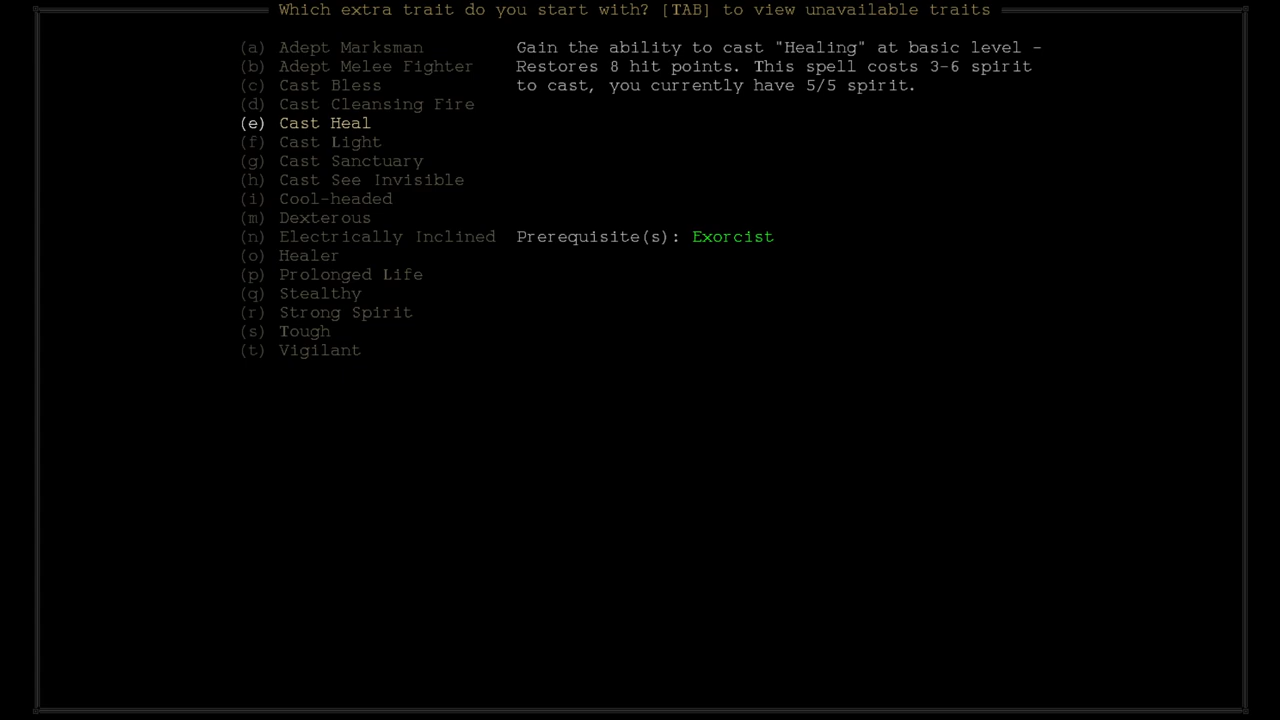 Which extra trait do you start with? [TAB] to view unavailable traits
(a) Adept Marksman Gain the ability to cast "Healing" at basic level -
(b) Adept Melee Fighter Restores 8 hit points. This spell costs 3-6 spirit
(c) Cast Bless to cast, you currently have 5/5 spirit.
(d) Cast Cleansing Fire
(e) Cast Heal
(f) Cast Light
(g) Cast Sanctuary
(h) Cast See Invisible
(i) Cool-headed
(m) Dexterous
(n) Electrically Inclined Prerequisite(s): Exorcist
(o) Healer
(p) Prolonged Life
(q) Stealthy
(r) Strong Spirit
(s) Tough
(t) Vigilant